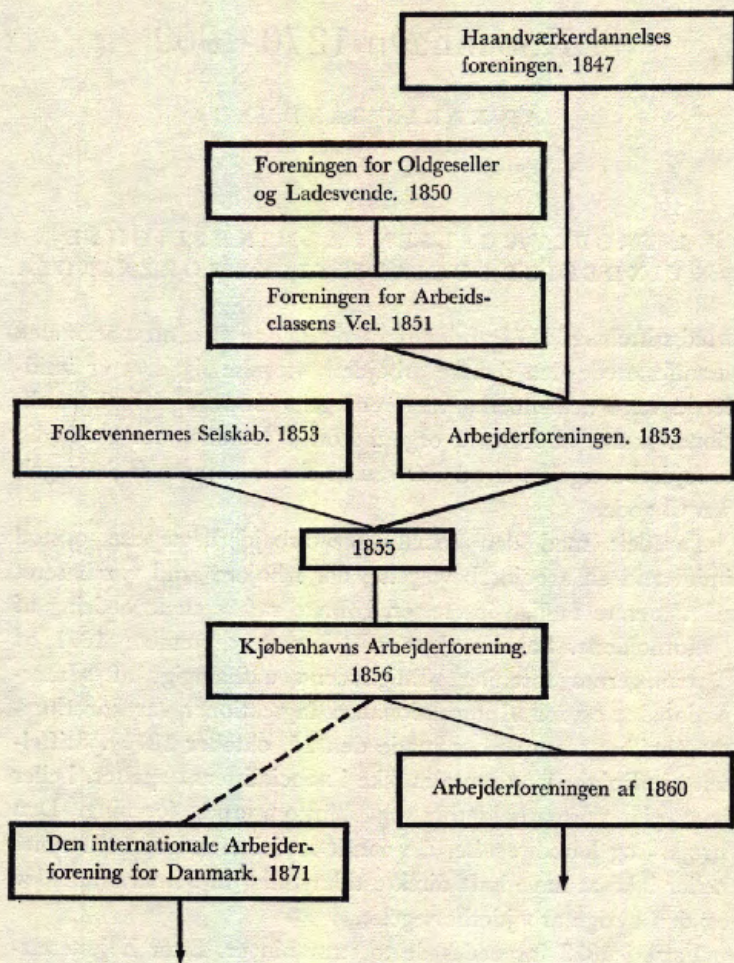 Haandværkerdannelses
foreningen. 1847
Foreningen for Oldgeseller
og Ladesvende. 1850
Foreningen for Arbeids-
classens Vel. 1851
Folkevennernes Selskab. 1853
Arbejderforeningen. 1853
1855
Kjøbenhavns Arbejderforening.
1856
Arbejderforeningen af 1860
Den internationale Arbejder-
forening for Danmark. 1871